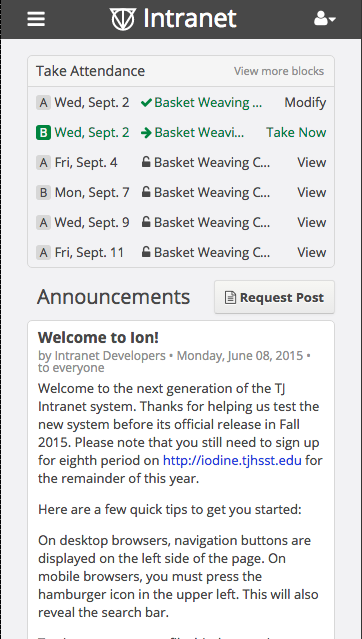 Intranet
Take Attendance View more blocks
A Wed, Sept. 2 Basket Weaving ... Modify
B Wed, Sept. 2 Basket Weavi... Take Now
A Fri, Sept. 4 Basket Weaving C... View
B Mon, Sept. 7 Basket Weaving C... View
A Wed, Sept. 9 Basket Weaving C... View
A Fri, Sept. 11 Basket Weaving C... View
Announcements Request Post
Welcome to Ion!
by Intranet Developers • Monday, June 08, 2015 •
to everyone
Welcome to the next generation of the TJ
Intranet system. Thanks for helping us test the
new system before its official release in Fall
2015. Please note that you still need to sign up
for eighth period on http://iodine.tjhsst.edu for
the remainder of this year.
Here are a few quick tips to get you started:
On desktop browsers, navigation buttons are
displayed on the left side of the page. On
mobile browsers, you must press the
hamburger icon in the upper left. This will also
reveal the search bar.